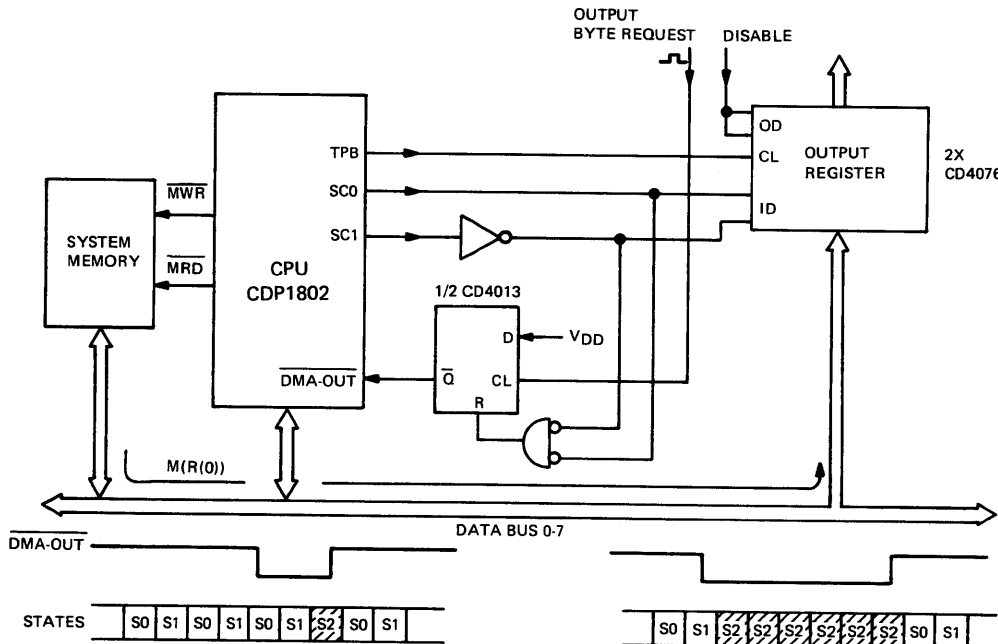 OUTPUT
BYTE REQUEST
DISABLE
TPB
SC0
SC1
CPU
CDP1802
DMA-OUT
MWR
MRD
SYSTEM
MEMORY
OD
CL
ID
OUTPUT
REGISTER
2X
CD4076
1/2 CD4013
D
VDD
Q
CL
R
M(R(0))
DATA BUS 0-7
DMA-OUT
STATES
S0 S1 S0 S1 S0 S1 S2 S0 S1
S0 S1 S2 S2 S2 S2 S2 S0 S1